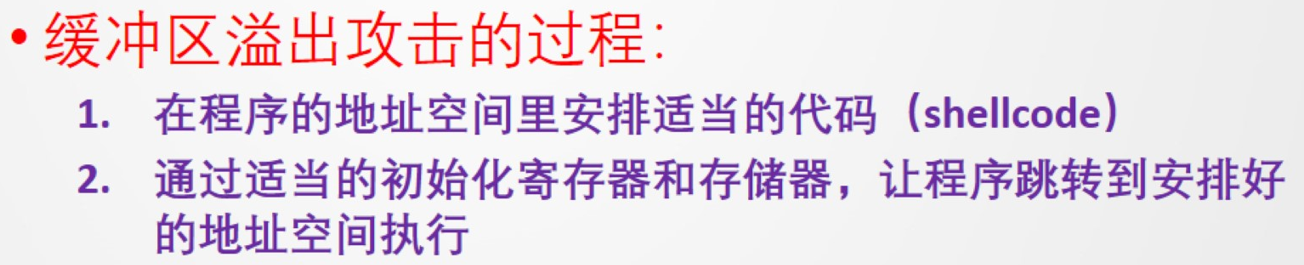 • 缓冲区溢出攻击的过程：
1. 在程序的地址空间里安排适当的代码（shellcode）
2. 通过适当的初始化寄存器和存储器，让程序跳转到安排好
的地址空间执行